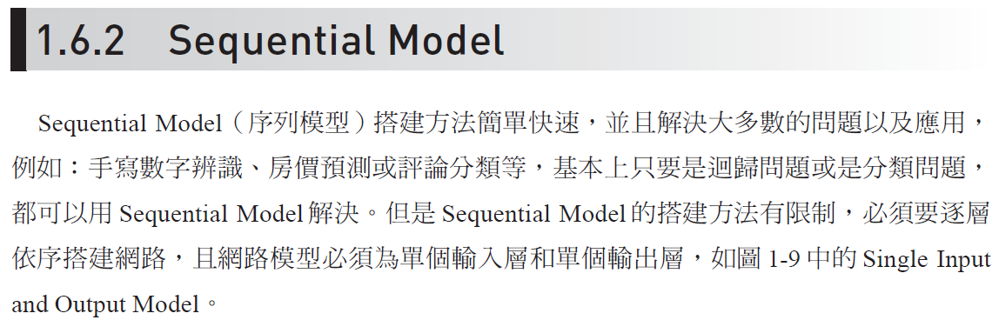 1.6.2 Sequential Model
Sequential Model（序列模型）搭建方法簡單快速，並且解決大多數的問題以及應用，
例如：手寫數字辨識、房價預測或評論分類等，基本上只要是迴歸問題或是分類問題，
都可以用 Sequential Model 解決。但是 Sequential Model 的搭建方法有限制，必須要逐層
依序搭建網路，且網路模型必須為單個輸入層和單個輸出層，如圖 1-9 中的 Single Input
and Output Model。